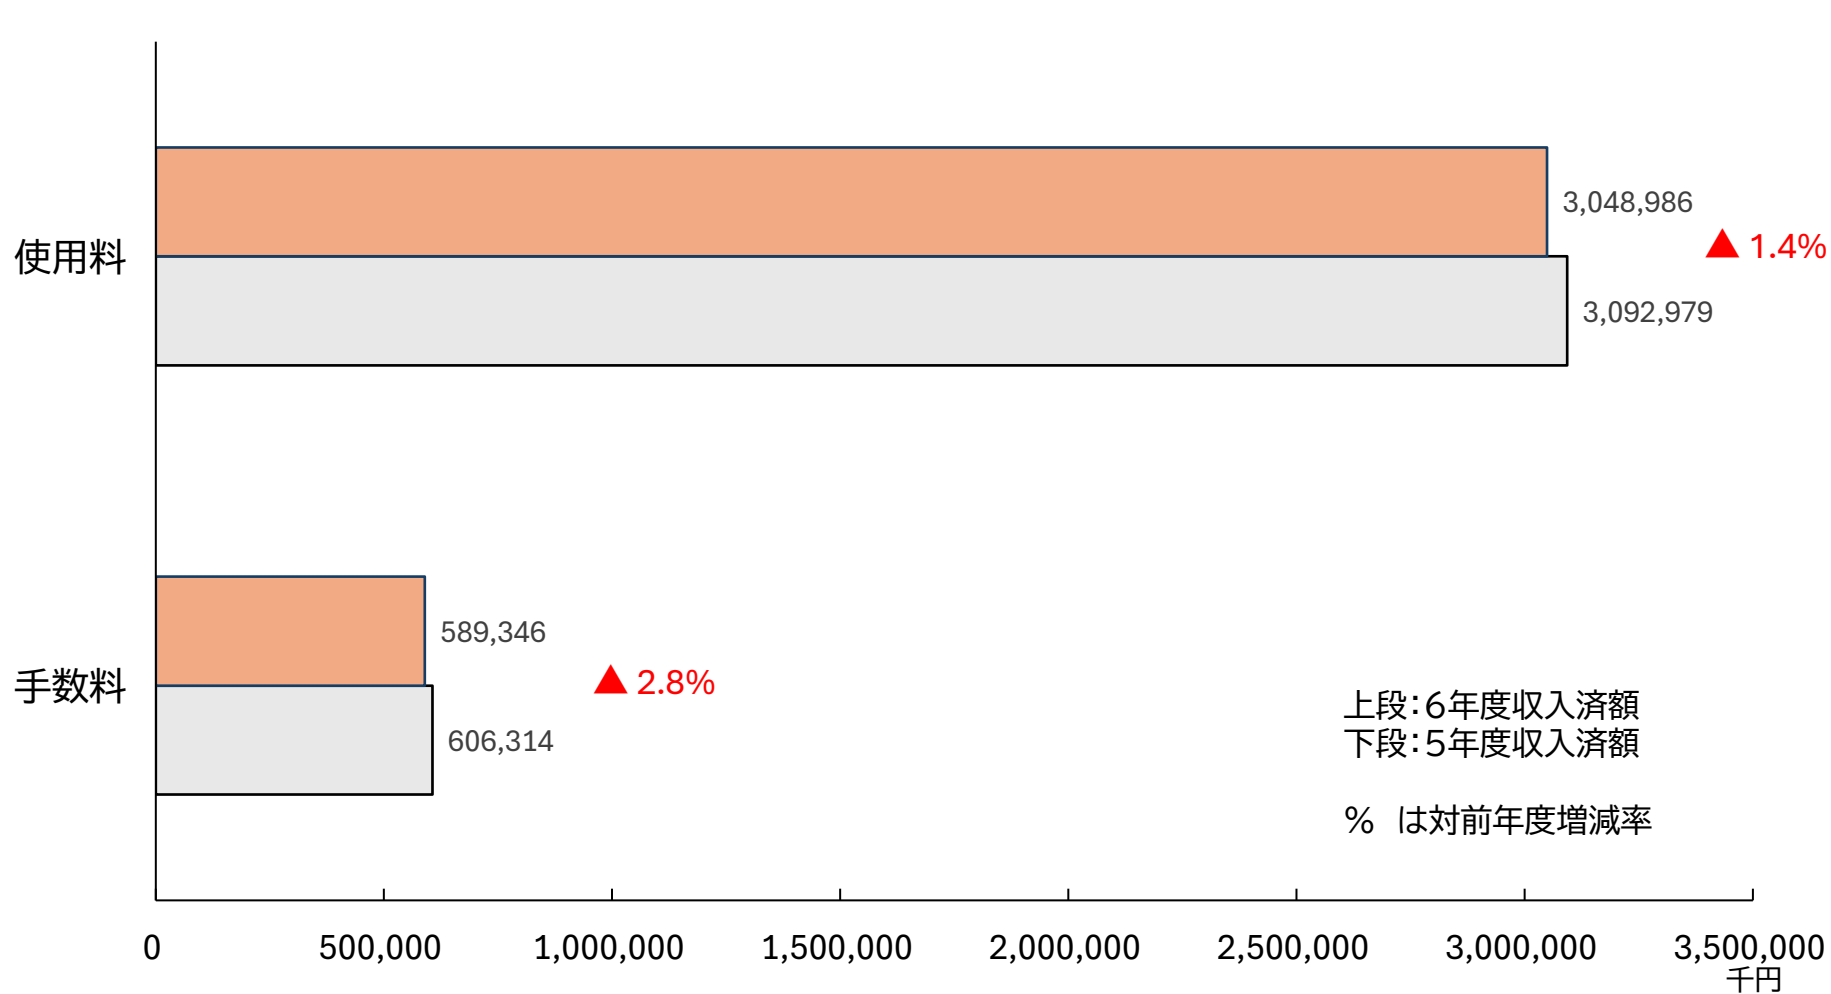 使用料
3,048,986
▲ 1.4%
3,092,979
手数料
589,346
▲ 2.8%
606,314
上段：６年度収入済額
下段：５年度収入済額
％　は対前年度増減率
0 500,000 1,000,000 1,500,000 2,000,000 2,500,000 3,000,000 3,500,000
千円